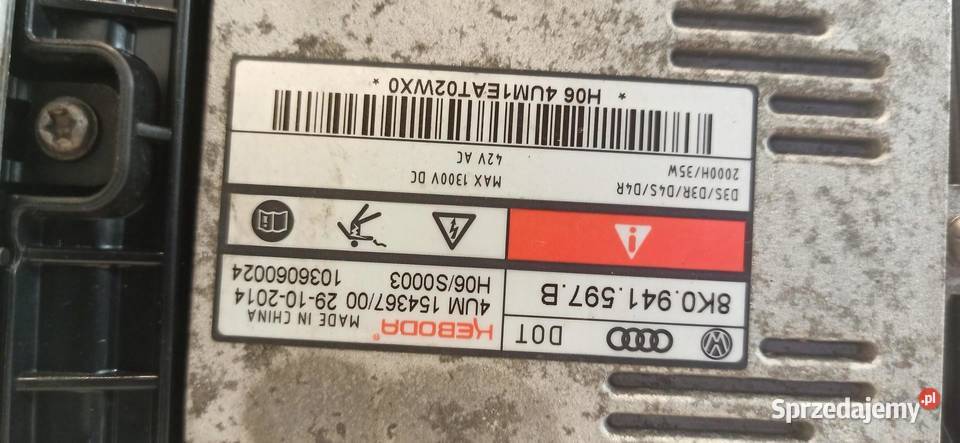 DOT
KEBODA® MADE IN CHINA
8K0.941.597.B
4UM 154367/00 29-10-2014
H06/S0003
1036060024
D3S/D3R/D4S/D4R
2000H/35W
MAX 1300V DC
42V AC
* H06 4UM1EAT02WX0 *
Sprzedajemy.pl